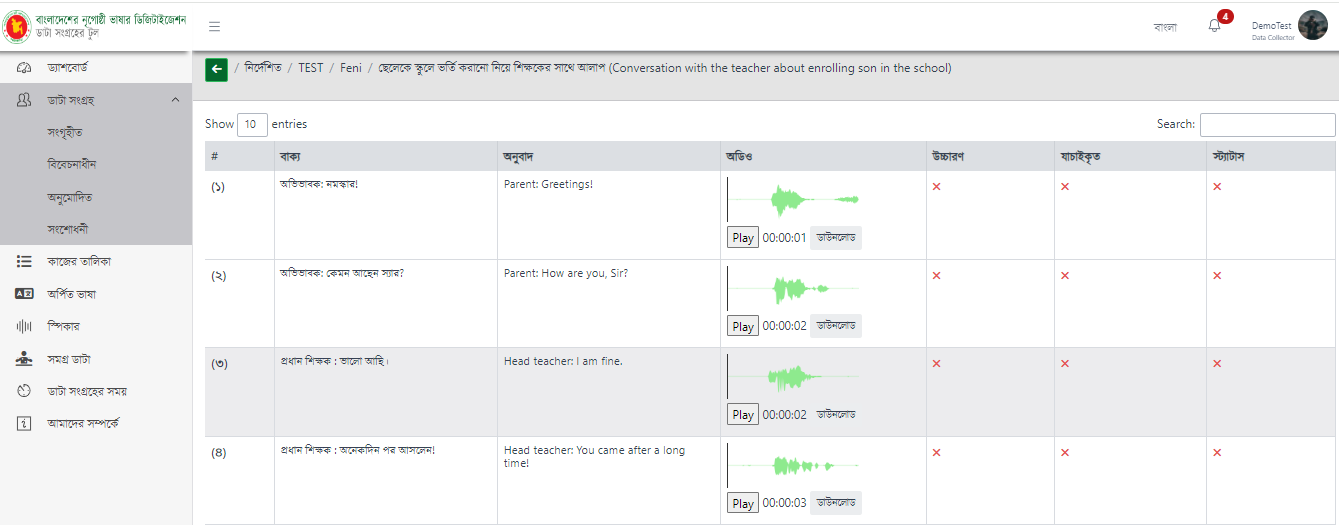 বাংলাদেশের নৃগোষ্ঠী ভাষার ডিজিটাইজেশন
ডাটা সংগ্রহের টুল
বাংলা
4
DemoTest
Data Collector
ড্যাশবোর্ড
ডাটা সংগ্রহ
সংগৃহীত
বিবেচনাধীন
অনুমোদিত
সংশোধনী
কাজের তালিকা
অর্পিত ভাষা
স্পিকার
সমগ্র ডাটা
ডাটা সংগ্রহের সময়
আমাদের সম্পর্কে
/ নির্দেশিত / TEST / Feni / ছেলেকে স্কুলে ভর্তি করানো নিয়ে শিক্ষকের সাথে আলাপ (Conversation with the teacher about enrolling son in the school)
Show 10 entries
Search:
# বাক্য অনুবাদ অডিও উচ্চারণ যাচাইকৃত স্ট্যাটাস
(১) অভিভাবক: নমস্কার! Parent: Greetings!
Play 00:00:01 ডাউনলোড
(২) অভিভাবক: কেমন আছেন স্যার? Parent: How are you, Sir?
Play 00:00:02 ডাউনলোড
(৩) প্রধান শিক্ষক : ভালো আছি। Head teacher: I am fine.
Play 00:00:02 ডাউনলোড
(৪) প্রধান শিক্ষক : অনেকদিন পর আসলেন! Head teacher: You came after a long
time!
Play 00:00:03 ডাউনলোড